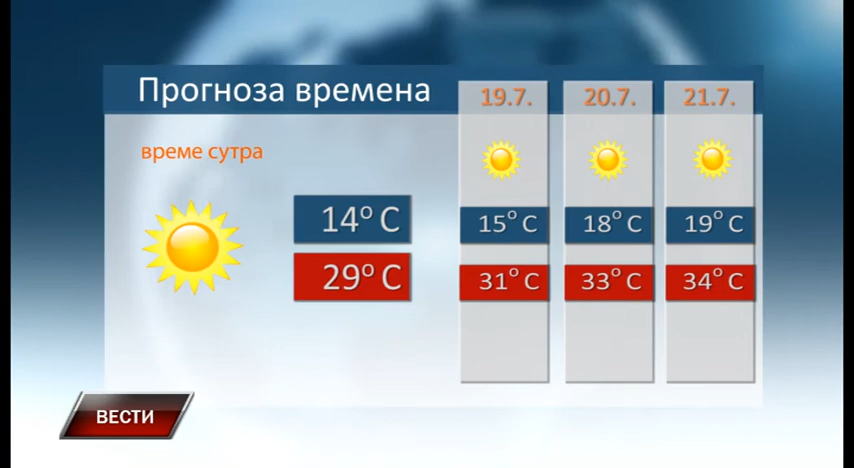 Прогноза времена
време сутра
14° C
29° C
19.7.
15° C
31° C
20.7.
18° C
33° C
21.7.
19° C
34° C
ВЕСТИ